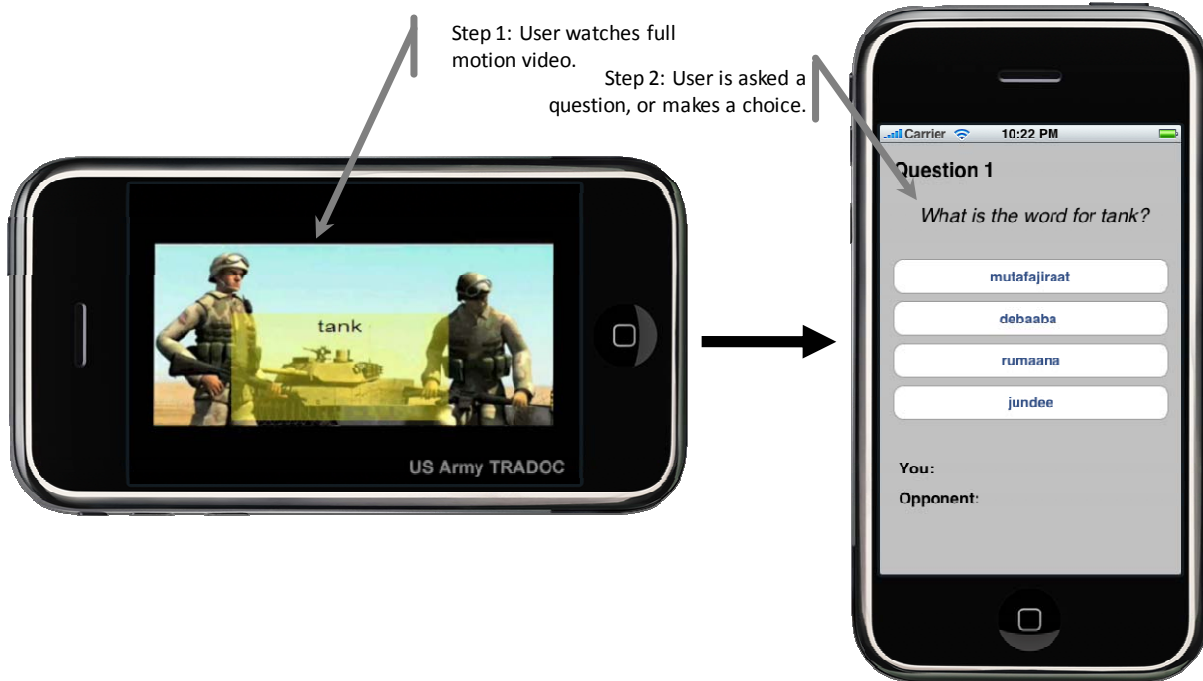 Step 1: User watches full
motion video.
Step 2: User is asked a
question, or makes a choice.
tank
US Army TRADOC
Carrier 10:22 PM
Question 1
What is the word for tank?
mutafajiraat
debaaba
rumaana
jundee
You:
Opponent: